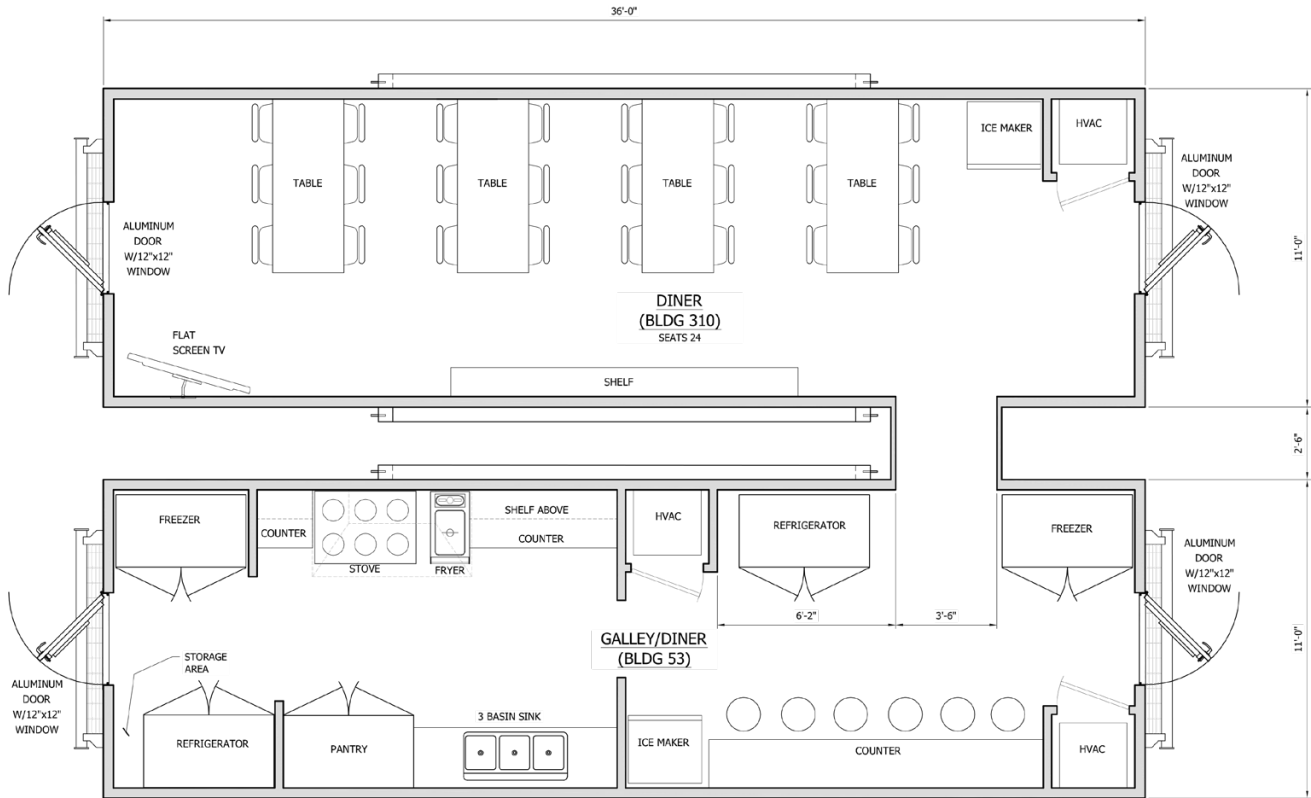 36'-0"
ICE MAKER
HVAC
ALUMINUM
DOOR
W/12"x12"
WINDOW
TABLE
TABLE
TABLE
TABLE
ALUMINUM
DOOR
W/12"x12"
WINDOW
11'-0"
DINER
(BLDG 310)
SEATS 24
FLAT
SCREEN TV
SHELF
2'-6"
FREEZER
COUNTER
STOVE
FRYER
SHELF ABOVE
COUNTER
HVAC
REFRIGERATOR
FREEZER
ALUMINUM
DOOR
W/12"x12"
WINDOW
6'-2"
3'-6"
11'-0"
GALLEY/DINER
(BLDG 53)
STORAGE
AREA
ALUMINUM
DOOR
W/12"x12"
WINDOW
REFRIGERATOR
PANTRY
3 BASIN SINK
ICE MAKER
COUNTER
HVAC